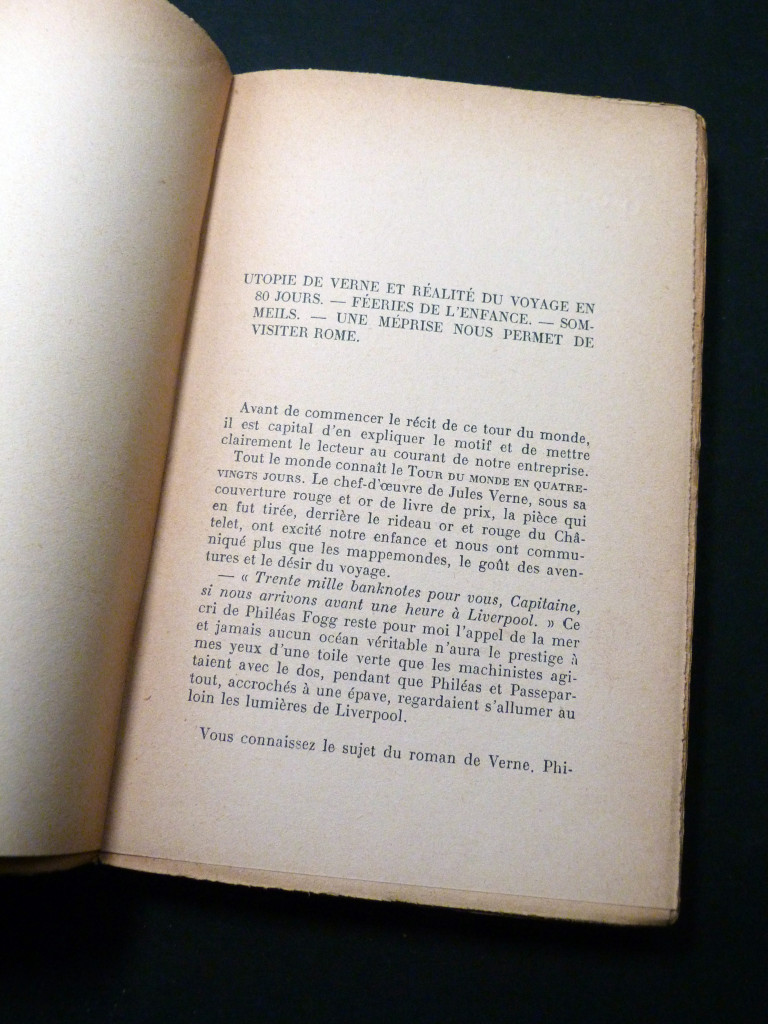 UTOPIE DE VERNE ET RÉALITÉ DU VOYAGE EN
80 JOURS. — FÉERIES DE L'ENFANCE. — SOM-
MEILS. — UNE MÉPRISE NOUS PERMET DE
VISITER ROME.
Avant de commencer le récit de ce tour du monde,
il est capital d'en expliquer le motif et de mettre
clairement le lecteur au courant de notre entreprise.
Tout le monde connaît le TOUR DU MONDE EN QUATRE-
VINGTS JOURS. Le chef-d'œuvre de Jules Verne, sous sa
couverture rouge et or de livre de prix, la pièce qui
en fut tirée, derrière le rideau or et rouge du Châ-
telet, ont excité notre enfance et nous ont commu-
niqué plus que les mappemondes, le goût des aven-
tures et le désir du voyage.
— « Trente mille banknotes pour vous, Capitaine,
si nous arrivons avant une heure à Liverpool. » Ce
cri de Philéas Fogg reste pour moi l'appel de la mer
et jamais aucun océan véritable n'aura le prestige à
mes yeux d'une toile verte que les machinistes agi-
taient avec le dos, pendant que Philéas et Passepar-
tout, accrochés à une épave, regardaient s'allumer au
loin les lumières de Liverpool.
Vous connaissez le sujet du roman de Verne. Phi-